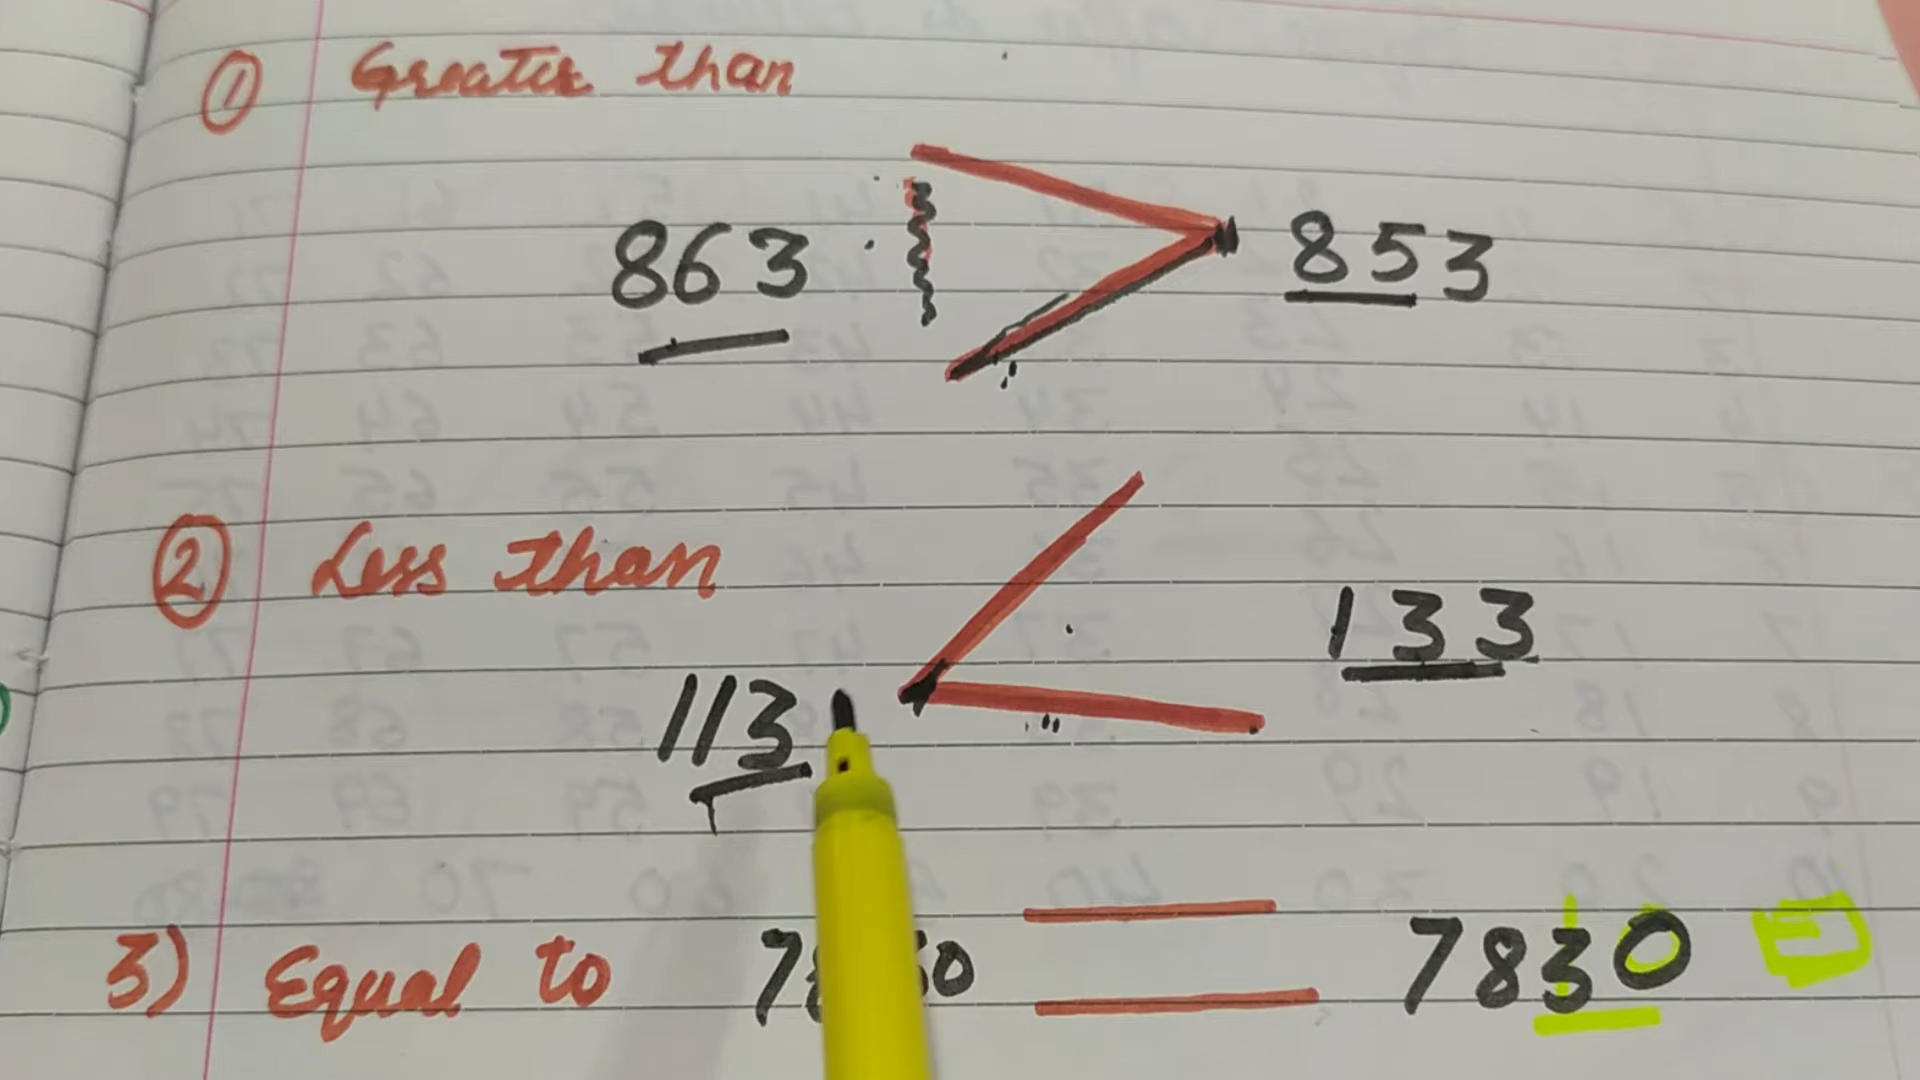 ① Greater than
863 > 853
② Less than
113 < 133
3) Equal to = 7830